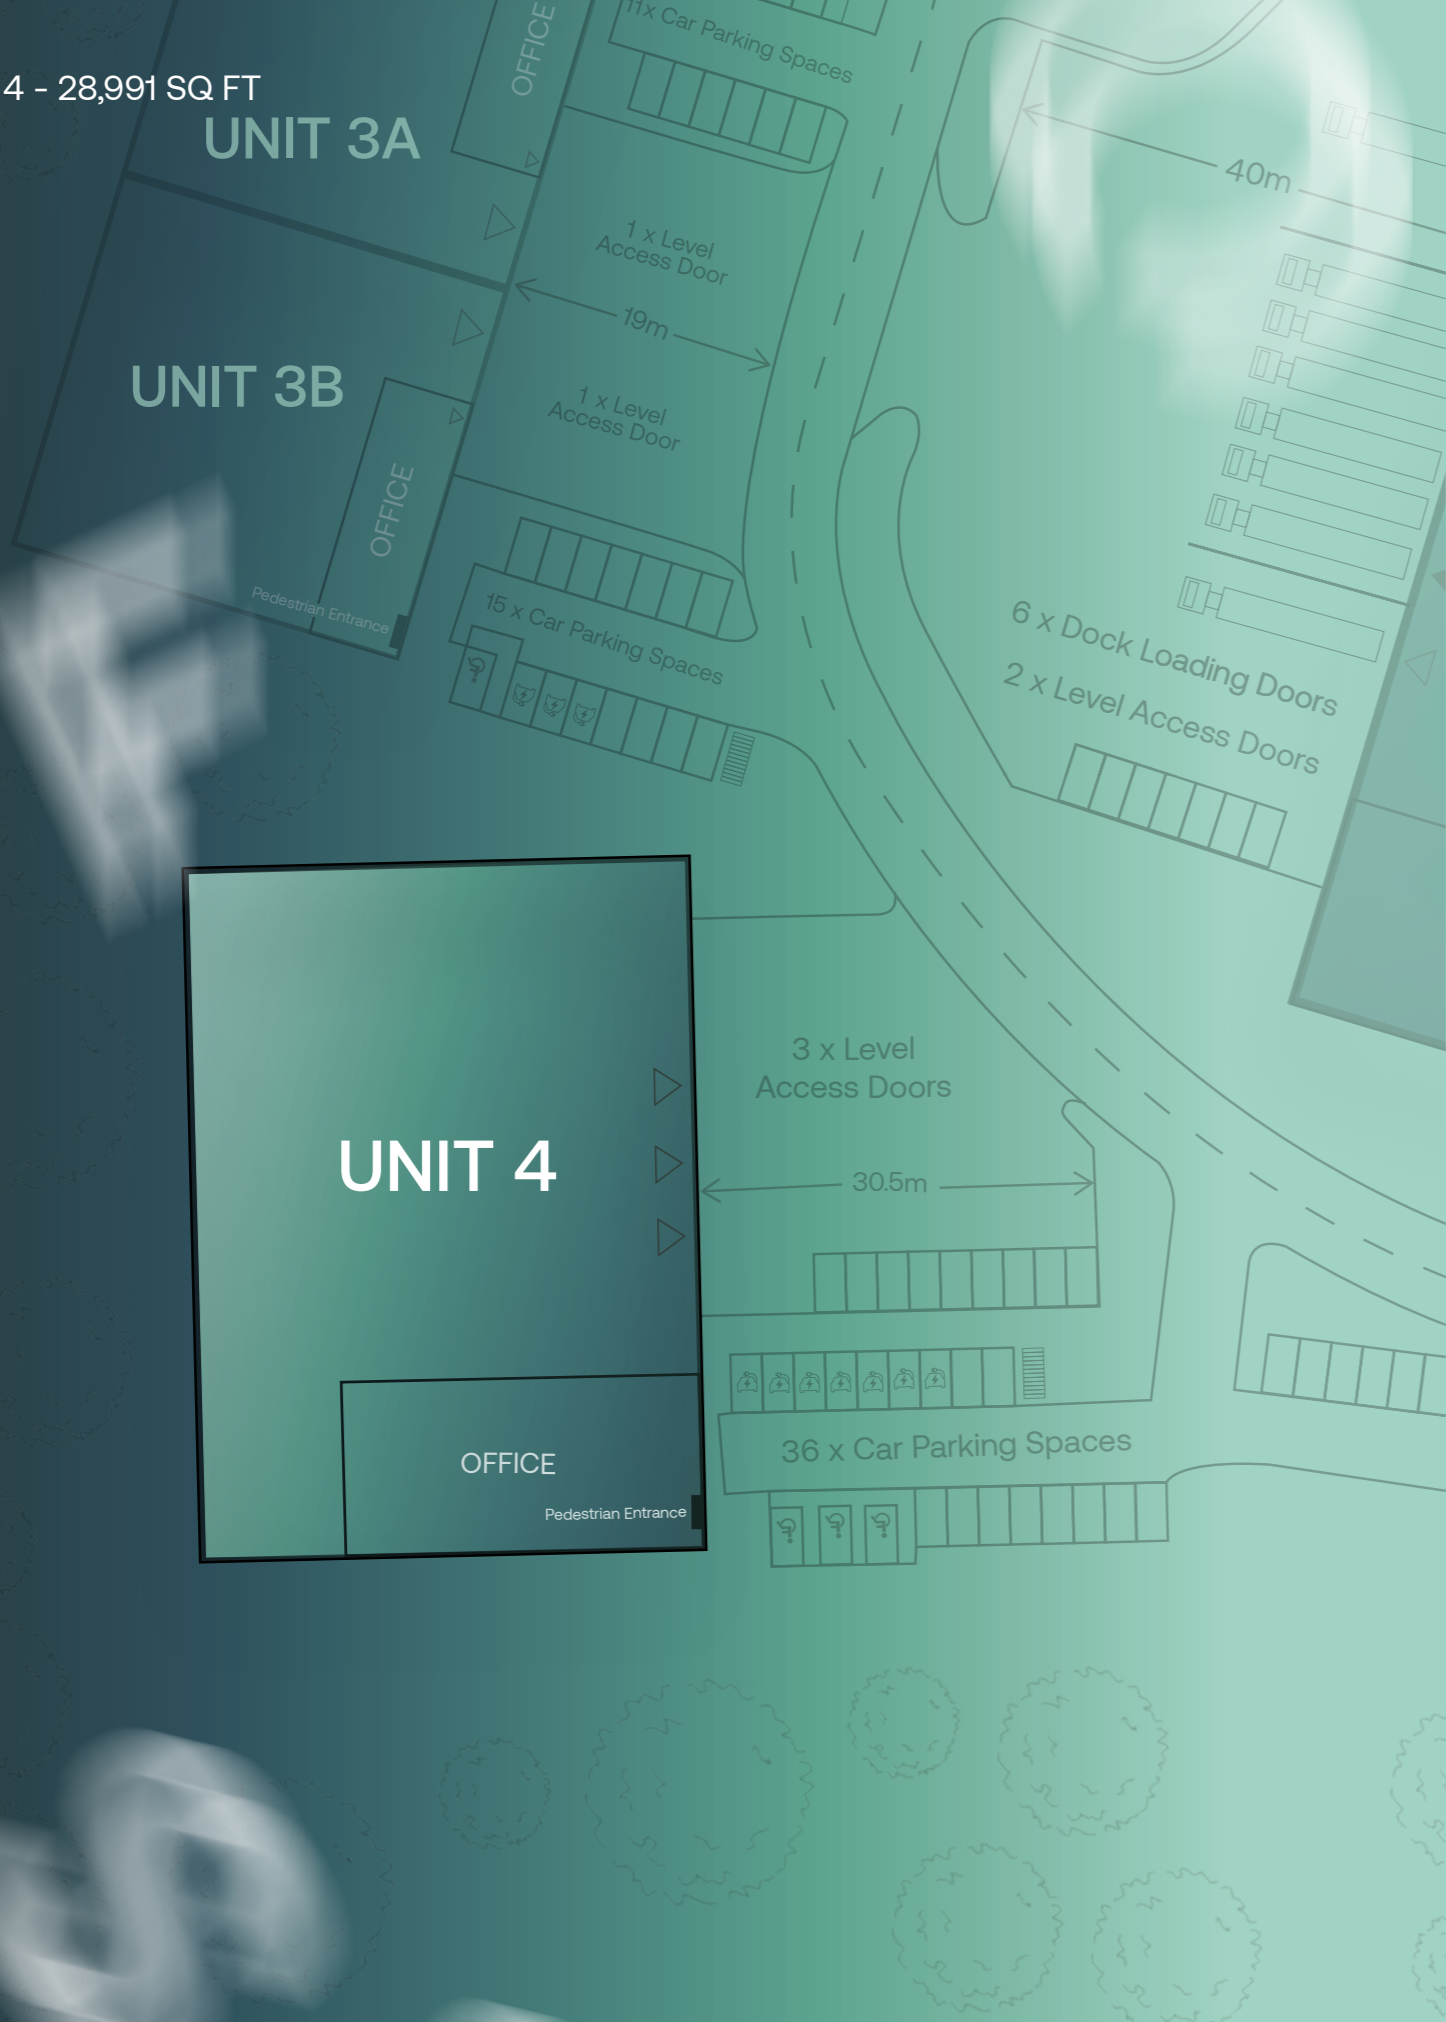 11x Car Parking Spaces
OFFICE
4 - 28,991 SQ FT
UNIT 3A
40m
1 x Level
Access Door
19m
UNIT 3B
1 x Level
Access Door
OFFICE
Pedestrian Entrance
15 x Car Parking Spaces
6 x Dock Loading Doors
2 x Level Access Doors
3 x Level
Access Doors
UNIT 4
30.5m
36 x Car Parking Spaces
OFFICE
Pedestrian Entrance